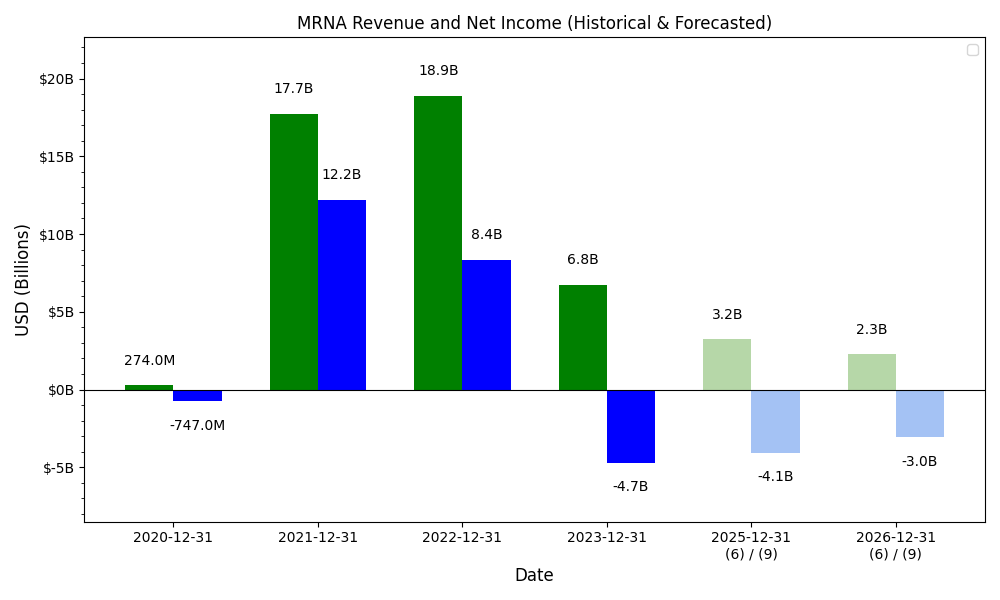 MRNA Revenue and Net Income (Historical & Forecasted)
$20B
$15B
$10B
$5B
$0B
$-5B
USD (Billions)
274.0M
-747.0M
17.7B
12.2B
18.9B
8.4B
6.8B
-4.7B
3.2B
-4.1B
2.3B
-3.0B
2020-12-31
2021-12-31
2022-12-31
2023-12-31
2025-12-31
(6) / (9)
2026-12-31
(6) / (9)
Date